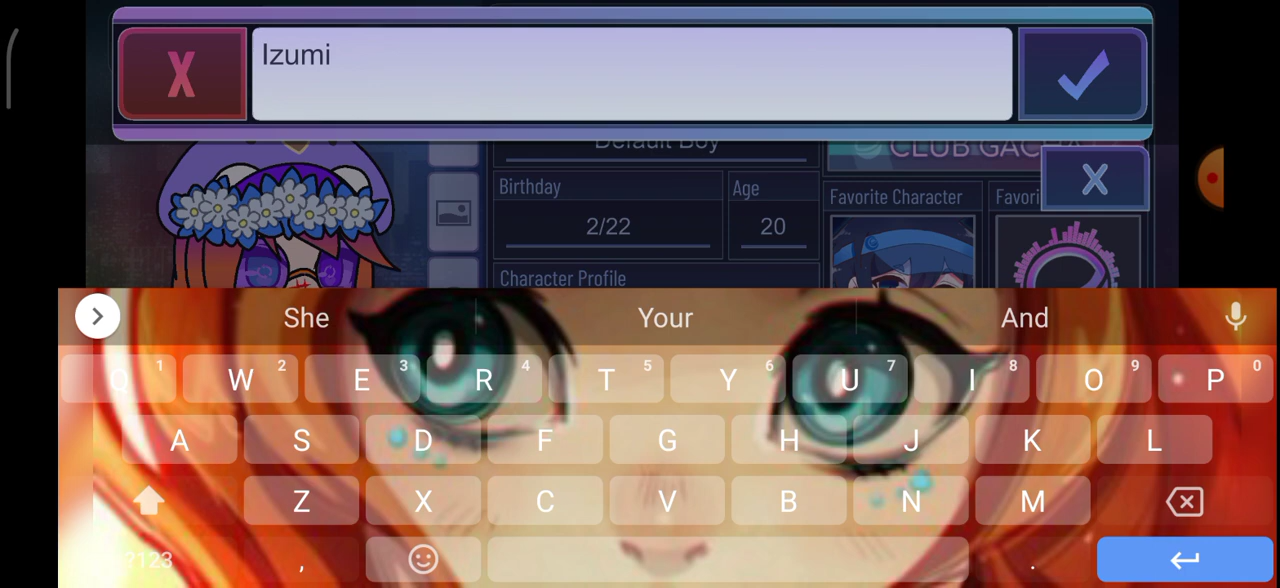 X
Izumi
Default Boy
CLUB GACHA
X
Birthday
Age
Favorite Character
Favori
2/22
20
Character Profile
She
Your
And
Q 1 W 2 E 3 R 4 T 5 Y 6 U 7 I 8 O 9 P 0
A S D F G H J K L
Z X C V B N M
?123 , .